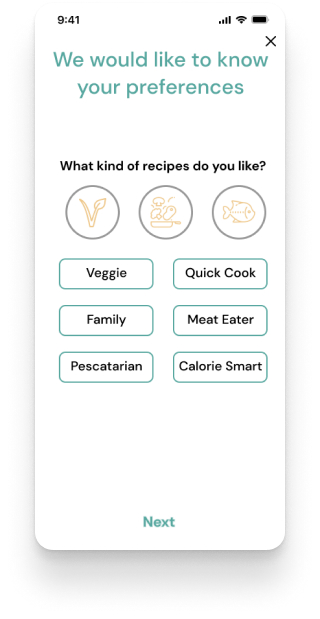 9:41
We would like to know
your preferences
What kind of recipes do you like?
Veggie
Quick Cook
Family
Meat Eater
Pescatarian
Calorie Smart
Next